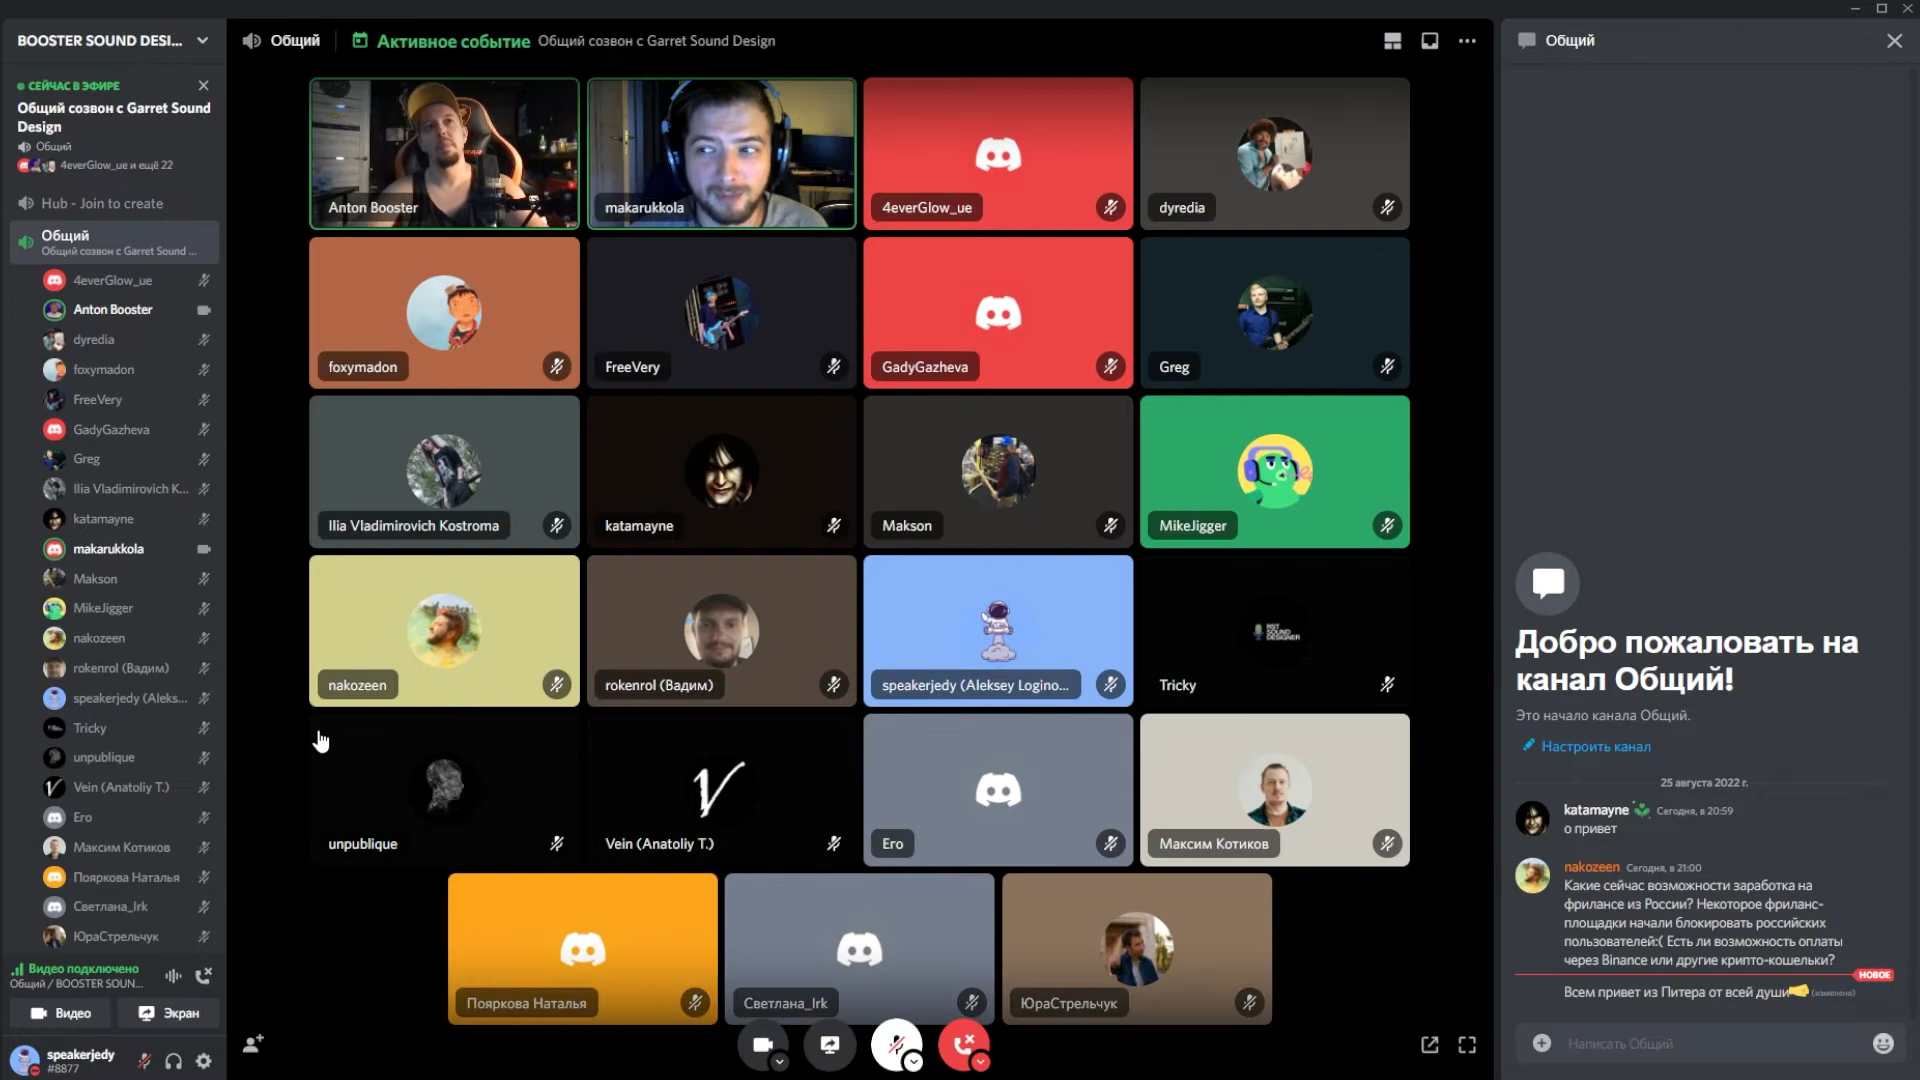 BOOSTER SOUND DESI...
СЕЙЧАС В ЭФИРЕ
Общий созвон с Garret Sound
Design
Общий
4everGlow_ue и ещё 22
Hub - Join to create
Общий
Общий созвон с Garret Sound ...
4everGlow_ue
Anton Booster
dyredia
foxymadon
FreeVery
GadyGazheva
Greg
Ilia Vladimirovich K...
katamayne
makarukkola
Makson
MikeJigger
nakozeen
rokenrol (Вадим)
speakerjedy (Aleks...
Tricky
unpublique
Vein (Anatoliy T.)
Ero
Максим Котиков
Пояркова Наталья
Светлана_Irk
ЮраСтрельчук
Видео подключено
Общий / BOOSTER SOUN...
Видео
Экран
speakerjedy
#8877
Общий
Активное событие Общий созвон с Garret Sound Design
Anton Booster
makarukkola
4everGlow_ue
dyredia
foxymadon
FreeVery
GadyGazheva
Greg
Ilia Vladimirovich Kostroma
katamayne
Makson
MikeJigger
nakozeen
rokenrol (Вадим)
speakerjedy (Aleksey Logino...
RST
SOUND
DESIGNER
Tricky
unpublique
V
Vein (Anatoliy T.)
Ero
Максим Котиков
Пояркова Наталья
Светлана_Irk
ЮраСтрельчук
Общий
Добро пожаловать на
канал Общий!
Это начало канала Общий.
Настроить канал
25 августа 2022 г.
katamayne Сегодня, в 20:59
о привет
nakozeen Сегодня, в 21:00
Какие сейчас возможности заработка на
фрилансе из России? Некоторое фриланс-
площадки начали блокировать российских
пользователей:( Есть ли возможность оплаты
через Binance или другие крипто-кошельки?
НОВОЕ
Всем привет из Питера от всей души (изменено)
Написать Общий